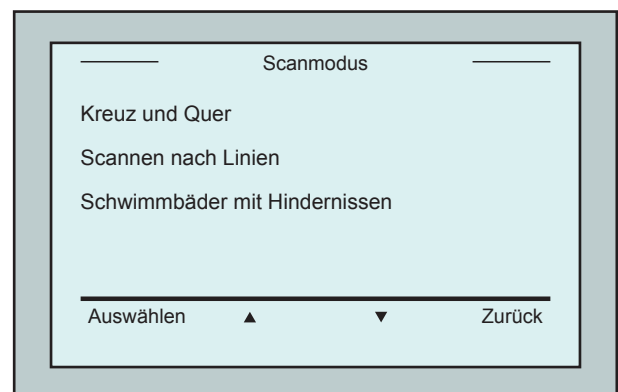 Scanmodus
Kreuz und Quer
Scannen nach Linien
Schwimmbäder mit Hindernissen
Auswählen ▲ ▼ Zurück